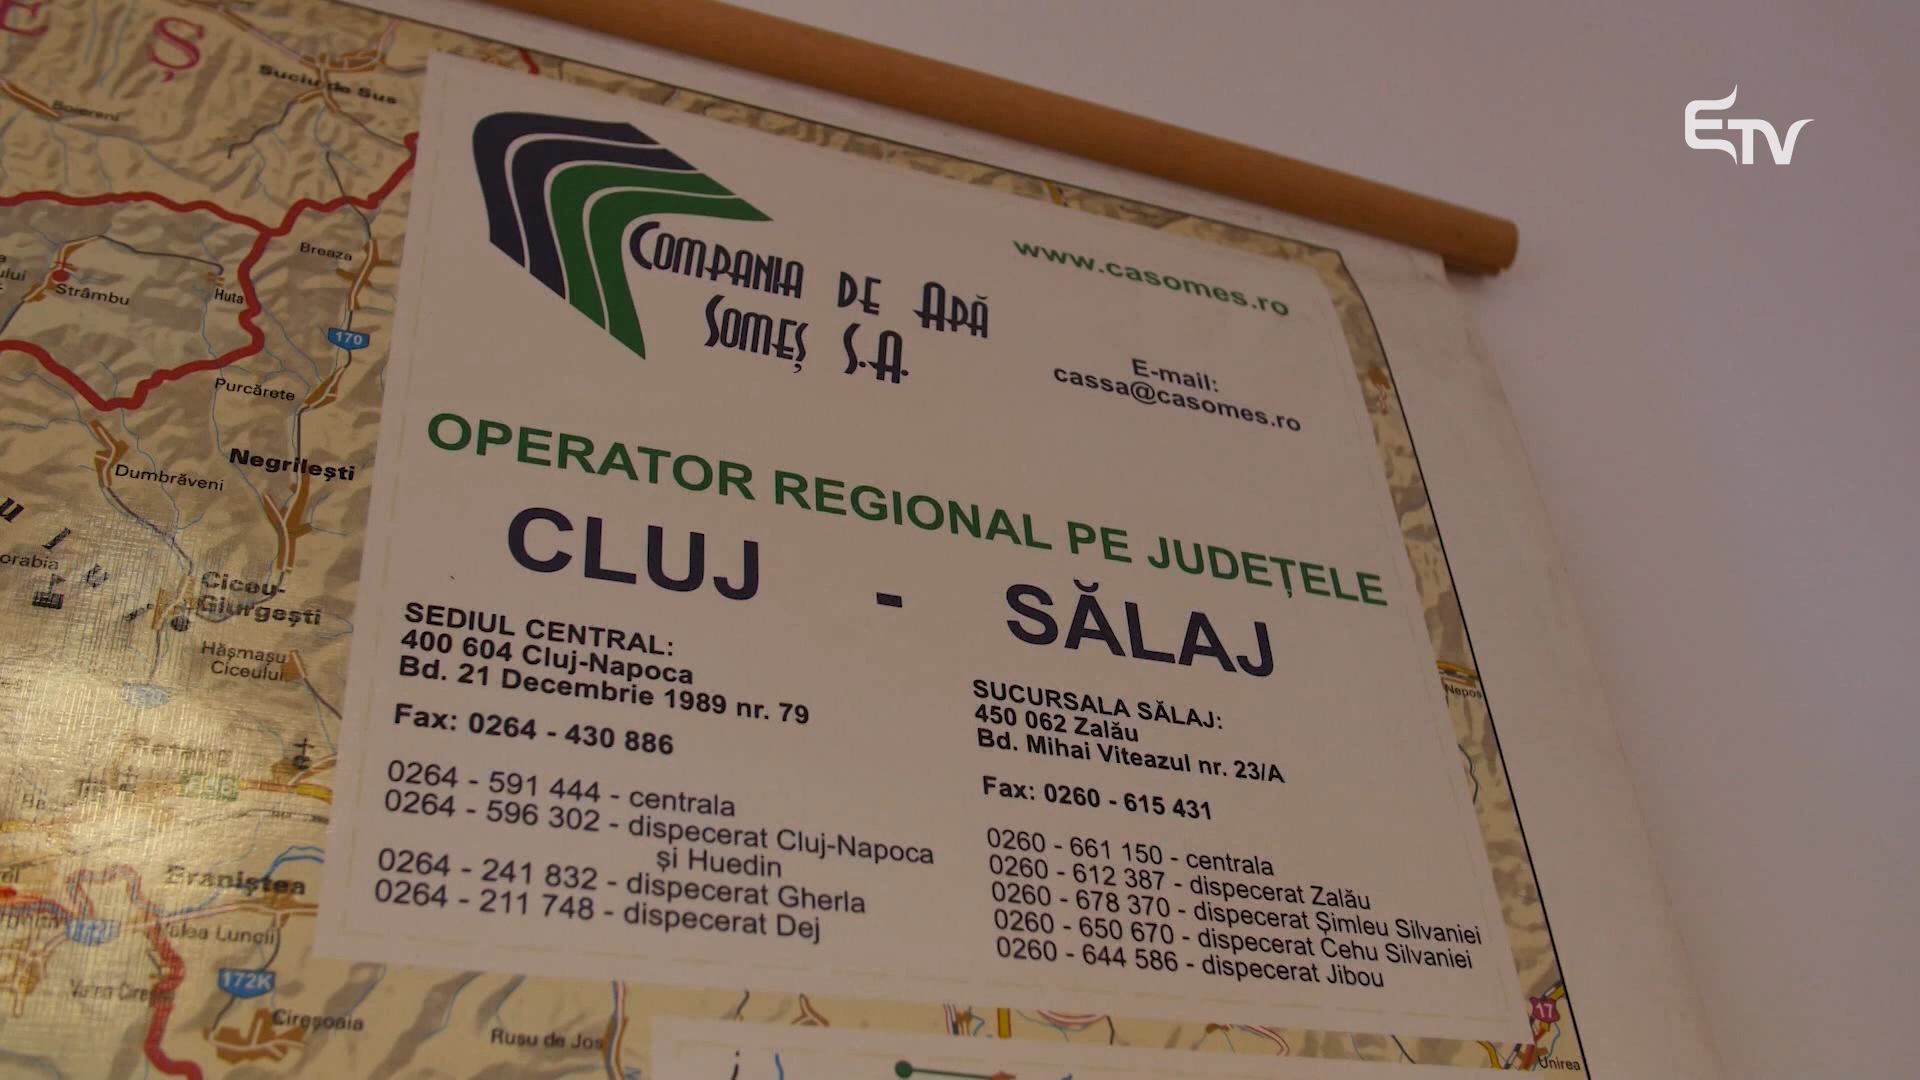 ETV
Ș
Suciu de Sus
Boiereni
Breaza
Strâmbu
Huta
170
Purcărete
Negrilești
Dumbrăveni
Ciceu-
Giurgești
Hășmașu
Ciceului
Braniștea
Valea Luncii
172K
Cireșoaia
Rusu de Jos
COMPANIA DE APĂ
SOMEȘ S.A.
www.casomes.ro
E-mail:
cassa@casomes.ro
OPERATOR REGIONAL PE JUDEȚELE
CLUJ - SĂLAJ
SEDIUL CENTRAL:
400 604 Cluj-Napoca
Bd. 21 Decembrie 1989 nr. 79
Fax: 0264 - 430 886
0264 - 591 444 - centrala
0264 - 596 302 - dispecerat Cluj-Napoca
și Huedin
0264 - 241 832 - dispecerat Gherla
0264 - 211 748 - dispecerat Dej
SUCURSALA SĂLAJ:
450 062 Zalău
Bd. Mihai Viteazul nr. 23/A
Fax: 0260 - 615 431
0260 - 661 150 - centrala
0260 - 612 387 - dispecerat Zalău
0260 - 678 370 - dispecerat Șimleu Silvaniei
0260 - 650 670 - dispecerat Cehu Silvaniei
0260 - 644 586 - dispecerat Jibou
Nepos
17
Unirea